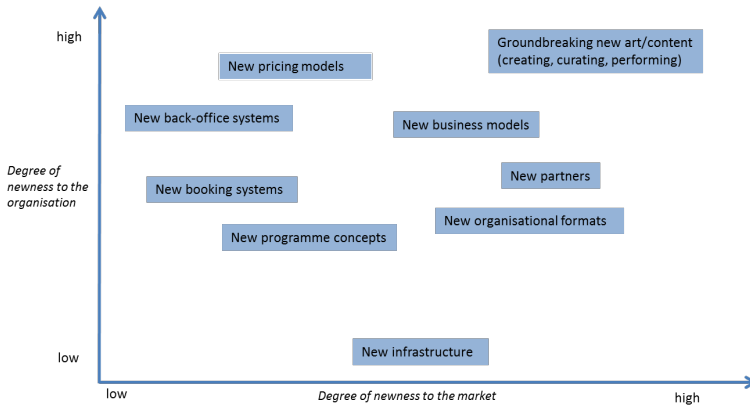 high
Groundbreaking new art/content
(creating, curating, performing)
New pricing models
New back-office systems
New business models
Degree of
newness to the
organisation
New partners
New booking systems
New organisational formats
New programme concepts
New infrastructure
low
low
Degree of newness to the market
high